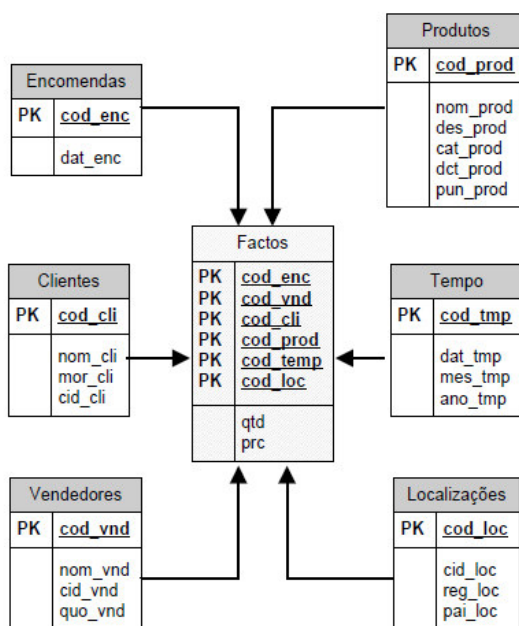 Encomendas
PK cod_enc
dat_enc
Produtos
PK cod_prod
nom_prod
des_prod
cat_prod
dct_prod
pun_prod
Factos
PK cod_enc
PK cod_vnd
PK cod_cli
PK cod_prod
PK cod_temp
PK cod_loc
qtd
prc
Clientes
PK cod_cli
nom_cli
mor_cli
cid_cli
Tempo
PK cod_tmp
dat_tmp
mes_tmp
ano_tmp
Vendedores
PK cod_vnd
nom_vnd
cid_vnd
quo_vnd
Localizações
PK cod_loc
cid_loc
reg_loc
pai_loc